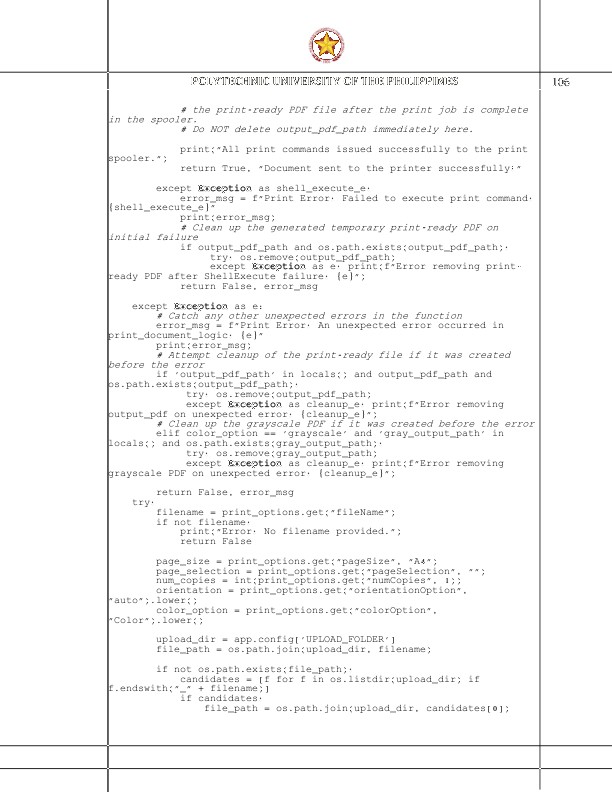 POLYTECHNIC UNIVERSITY OF THE PHILIPPINES 106
# the print-ready PDF file after the print job is complete
in the spooler.
# Do NOT delete output_pdf_path immediately here.
print("All print commands issued successfully to the print
spooler.")
return True, "Document sent to the printer successfully!"
except Exception as shell_execute_e:
error_msg = f"Print Error: Failed to execute print command:
{shell_execute_e}"
print(error_msg)
# Clean up the generated temporary print-ready PDF on
initial failure
if output_pdf_path and os.path.exists(output_pdf_path):
try: os.remove(output_pdf_path)
except Exception as e: print(f"Error removing print-
ready PDF after ShellExecute failure: {e}")
return False, error_msg
except Exception as e:
# Catch any other unexpected errors in the function
error_msg = f"Print Error: An unexpected error occurred in
print_document_logic: {e}"
print(error_msg)
# Attempt cleanup of the print-ready file if it was created
before the error
if 'output_pdf_path' in locals() and output_pdf_path and
os.path.exists(output_pdf_path):
try: os.remove(output_pdf_path)
except Exception as cleanup_e: print(f"Error removing
output_pdf on unexpected error: {cleanup_e}")
# Clean up the grayscale PDF if it was created before the error
elif color_option == 'grayscale' and 'gray_output_path' in
locals() and os.path.exists(gray_output_path):
try: os.remove(gray_output_path)
except Exception as cleanup_e: print(f"Error removing
grayscale PDF on unexpected error: {cleanup_e}")
return False, error_msg
try:
filename = print_options.get("fileName")
if not filename:
print("Error: No filename provided.")
return False
page_size = print_options.get("pageSize", "A4")
page_selection = print_options.get("pageSelection", "")
num_copies = int(print_options.get("numCopies", 1))
orientation = print_options.get("orientationOption",
"auto").lower()
color_option = print_options.get("colorOption",
"Color").lower()
upload_dir = app.config['UPLOAD_FOLDER']
file_path = os.path.join(upload_dir, filename)
if not os.path.exists(file_path):
candidates = [f for f in os.listdir(upload_dir) if
f.endswith("_" + filename)]
if candidates:
file_path = os.path.join(upload_dir, candidates[0])